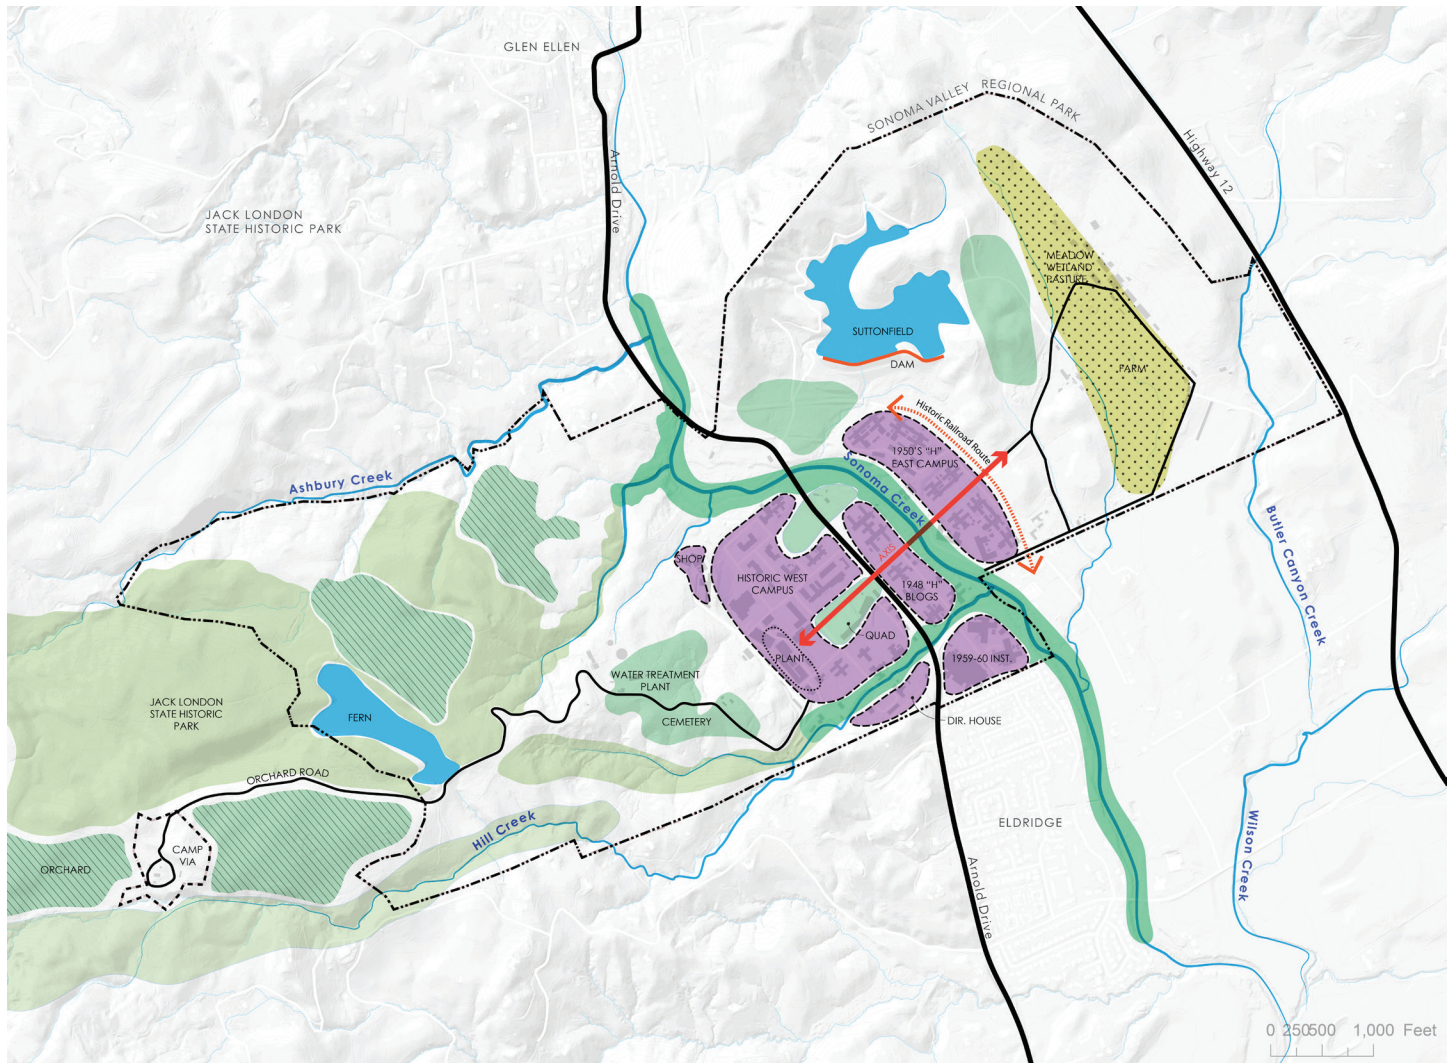 GLEN ELLEN
SONOMA VALLEY REGIONAL PARK
Highway 12
Arnold Drive
JACK LONDON
STATE HISTORIC PARK
MEADOW
WETLAND
PASTURE
SUTTONFIELD
DAM
FARM
Historic Railroad Route
1950'S "H"
EAST CAMPUS
Sonoma Creek
Ashbury Creek
Butler Canyon Creek
AXIS
SHOP
HISTORIC WEST
CAMPUS
1948 "H"
BLOGS
QUAD
PLANT
1959-60 INST.
WATER TREATMENT
PLANT
CEMETERY
DIR. HOUSE
JACK LONDON
STATE HISTORIC
PARK
FERN
ORCHARD ROAD
Hill Creek
ELDRIDGE
CAMP
VIA
ORCHARD
Arnold Drive
Wilson Creek
0 250500 1,000 Feet